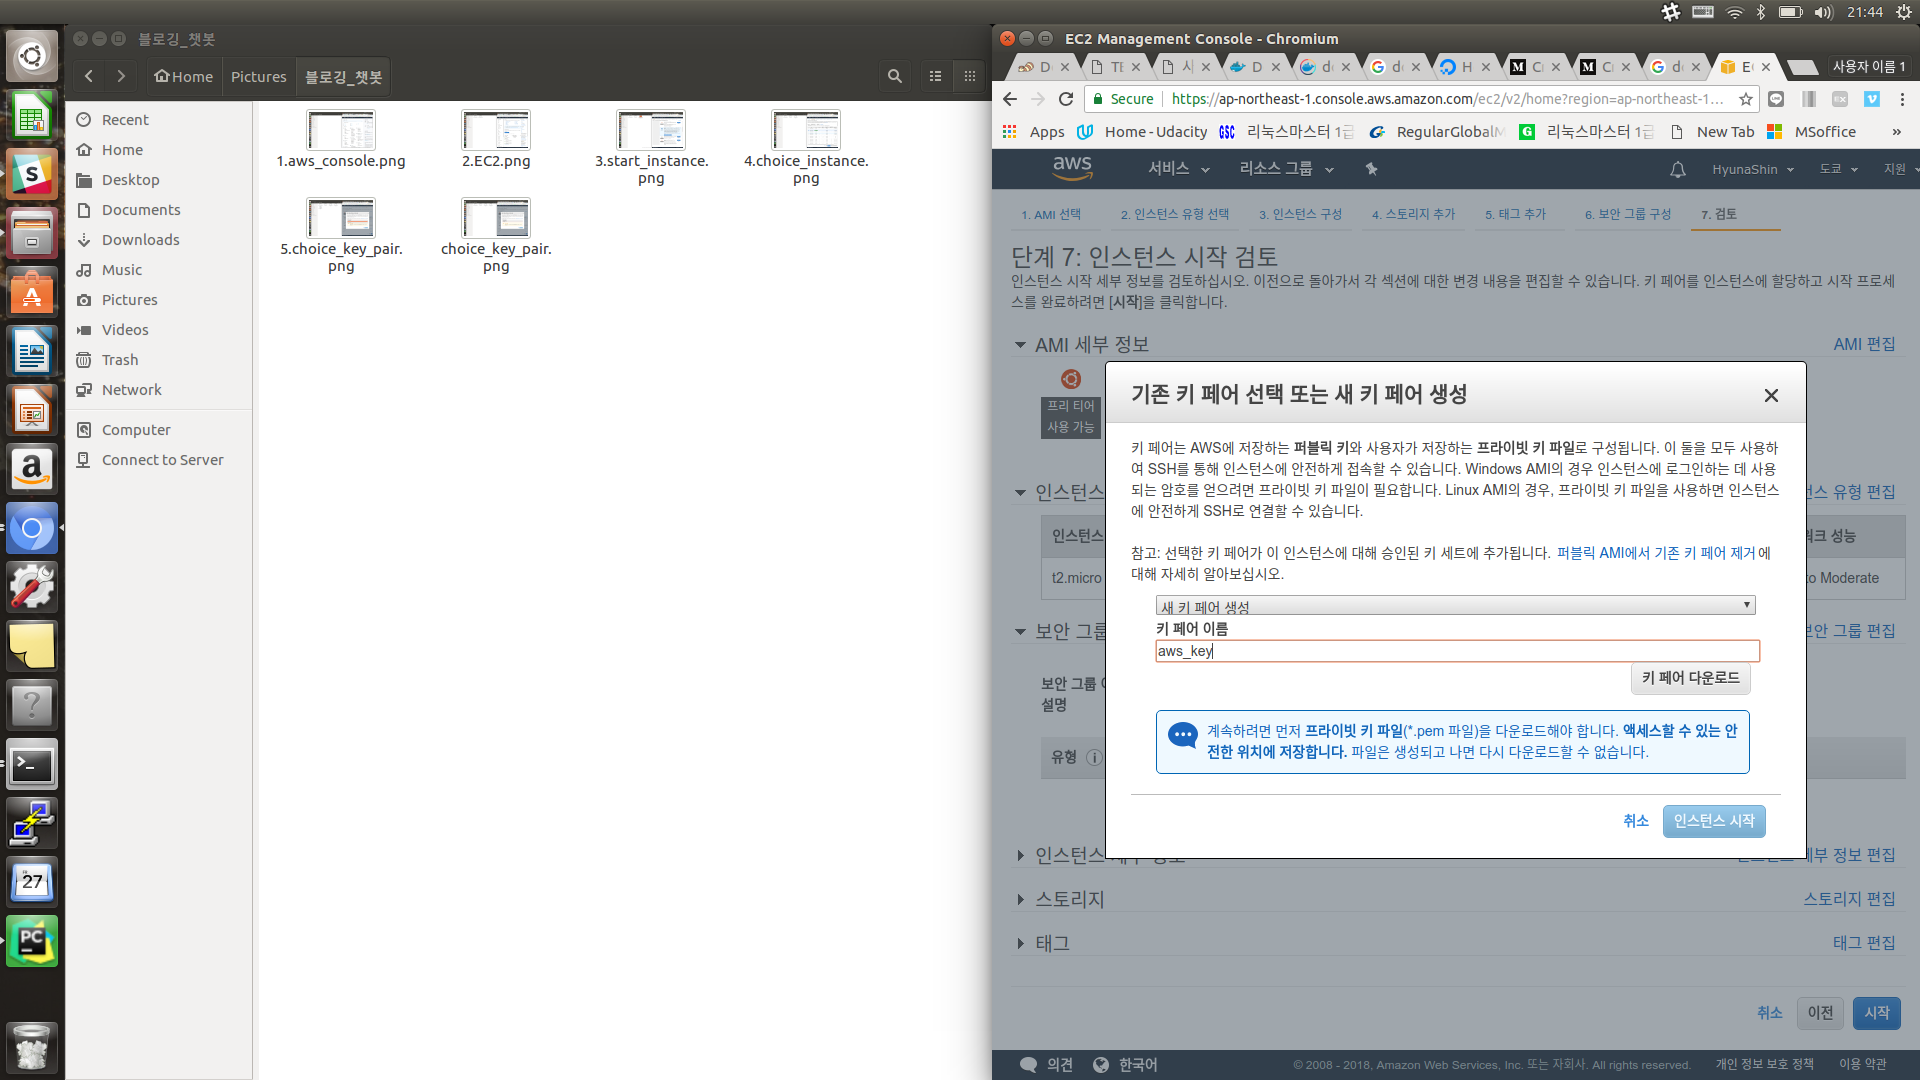 21:44
블로깅_챗봇
Home
Pictures
블로깅_챗봇
Recent
Home
Desktop
Documents
Downloads
Music
Pictures
Videos
Trash
Network
Computer
Connect to Server
1.aws_console.png
2.EC2.png
3.start_instance.
png
4.choice_instance.
png
5.choice_key_pair.
png
choice_key_pair.
png
27
EC2 Management Console - Chromium
사용자 이름 1
Secure
https://ap-northeast-1.console.aws.amazon.com/ec2/v2/home?region=ap-northeast-1...
Apps
Home - Udacity
리눅스마스터 1급
RegularGlobalM
리눅스마스터 1급
New Tab
MSoffice
»
aws
서비스
리소스 그룹
HyunaShin
도쿄
지원
1. AMI 선택
2. 인스턴스 유형 선택
3. 인스턴스 구성
4. 스토리지 추가
5. 태그 추가
6. 보안 그룹 구성
7. 검토
단계 7: 인스턴스 시작 검토
인스턴스 시작 세부 정보를 검토하십시오. 이전으로 돌아가서 각 섹션에 대한 변경 내용을 편집할 수 있습니다. 키 페어를 인스턴스에 할당하고 시작 프로세
스를 완료하려면 [시작]을 클릭합니다.
AMI 세부 정보
AMI 편집
프리 티어
사용 가능
기존 키 페어 선택 또는 새 키 페어 생성
키 페어는 AWS에 저장하는 퍼블릭 키와 사용자가 저장하는 프라이빗 키 파일로 구성됩니다. 이 둘을 모두 사용하
여 SSH를 통해 인스턴스에 안전하게 접속할 수 있습니다. Windows AMI의 경우 인스턴스에 로그인하는 데 사용
되는 암호를 얻으려면 프라이빗 키 파일이 필요합니다. Linux AMI의 경우, 프라이빗 키 파일을 사용하면 인스턴스
에 안전하게 SSH로 연결할 수 있습니다.
참고: 선택한 키 페어가 이 인스턴스에 대해 승인된 키 세트에 추가됩니다. 퍼블릭 AMI에서 기존 키 페어 제거에
대해 자세히 알아보십시오.
새 키 페어 생성
키 페어 이름
aws_key
키 페어 다운로드
계속하려면 먼저 프라이빗 키 파일(*.pem 파일)을 다운로드해야 합니다. 액세스할 수 있는 안
전한 위치에 저장합니다. 파일은 생성되고 나면 다시 다운로드할 수 없습니다.
취소
인스턴스 시작
인스턴스
스 유형 편집
인스턴스
워크 성능
t2.micro
to Moderate
보안 그룹
보안 그룹 편집
보안 그룹 이
설명
유형
인스턴스 세부 정보
인스턴스 세부 정보 편집
스토리지
스토리지 편집
태그
태그 편집
취소
이전
시작
의견
한국어
© 2008 - 2018, Amazon Web Services, Inc. 또는 자회사. All rights reserved.
개인 정보 보호 정책
이용 약관